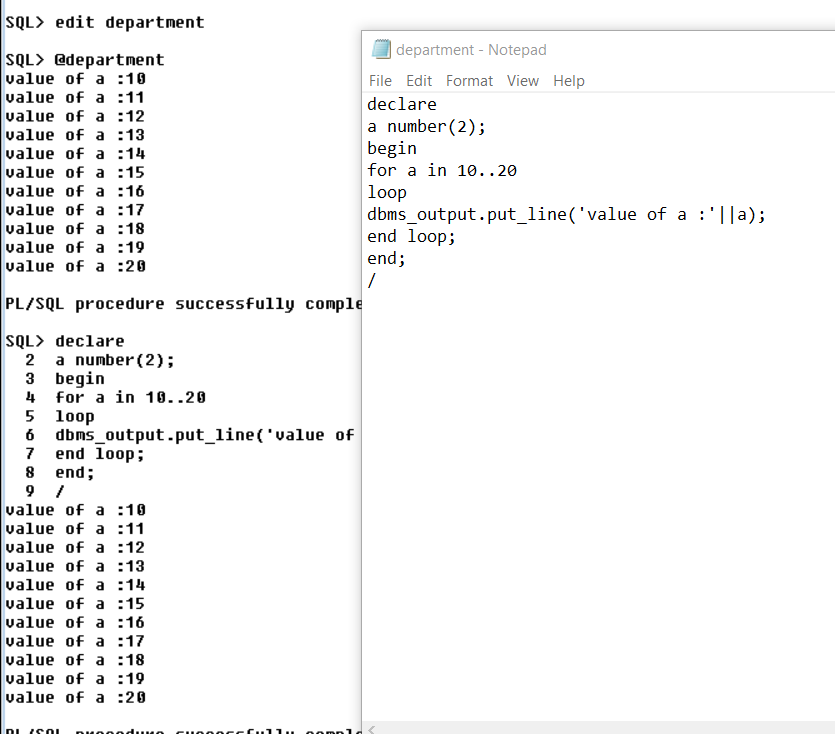 SQL> edit department
SQL> @department
value of a :10
value of a :11
value of a :12
value of a :13
value of a :14
value of a :15
value of a :16
value of a :17
value of a :18
value of a :19
value of a :20
PL/SQL procedure successfully comple
SQL> declare
2 a number(2);
3 begin
4 for a in 10..20
5 loop
6 dbms_output.put_line('value of
7 end loop;
8 end;
9 /
value of a :10
value of a :11
value of a :12
value of a :13
value of a :14
value of a :15
value of a :16
value of a :17
value of a :18
value of a :19
value of a :20
PL/SQL procedure successfully comple
department - Notepad
File Edit Format View Help
declare
a number(2);
begin
for a in 10..20
loop
dbms_output.put_line('value of a :'||a);
end loop;
end;
/